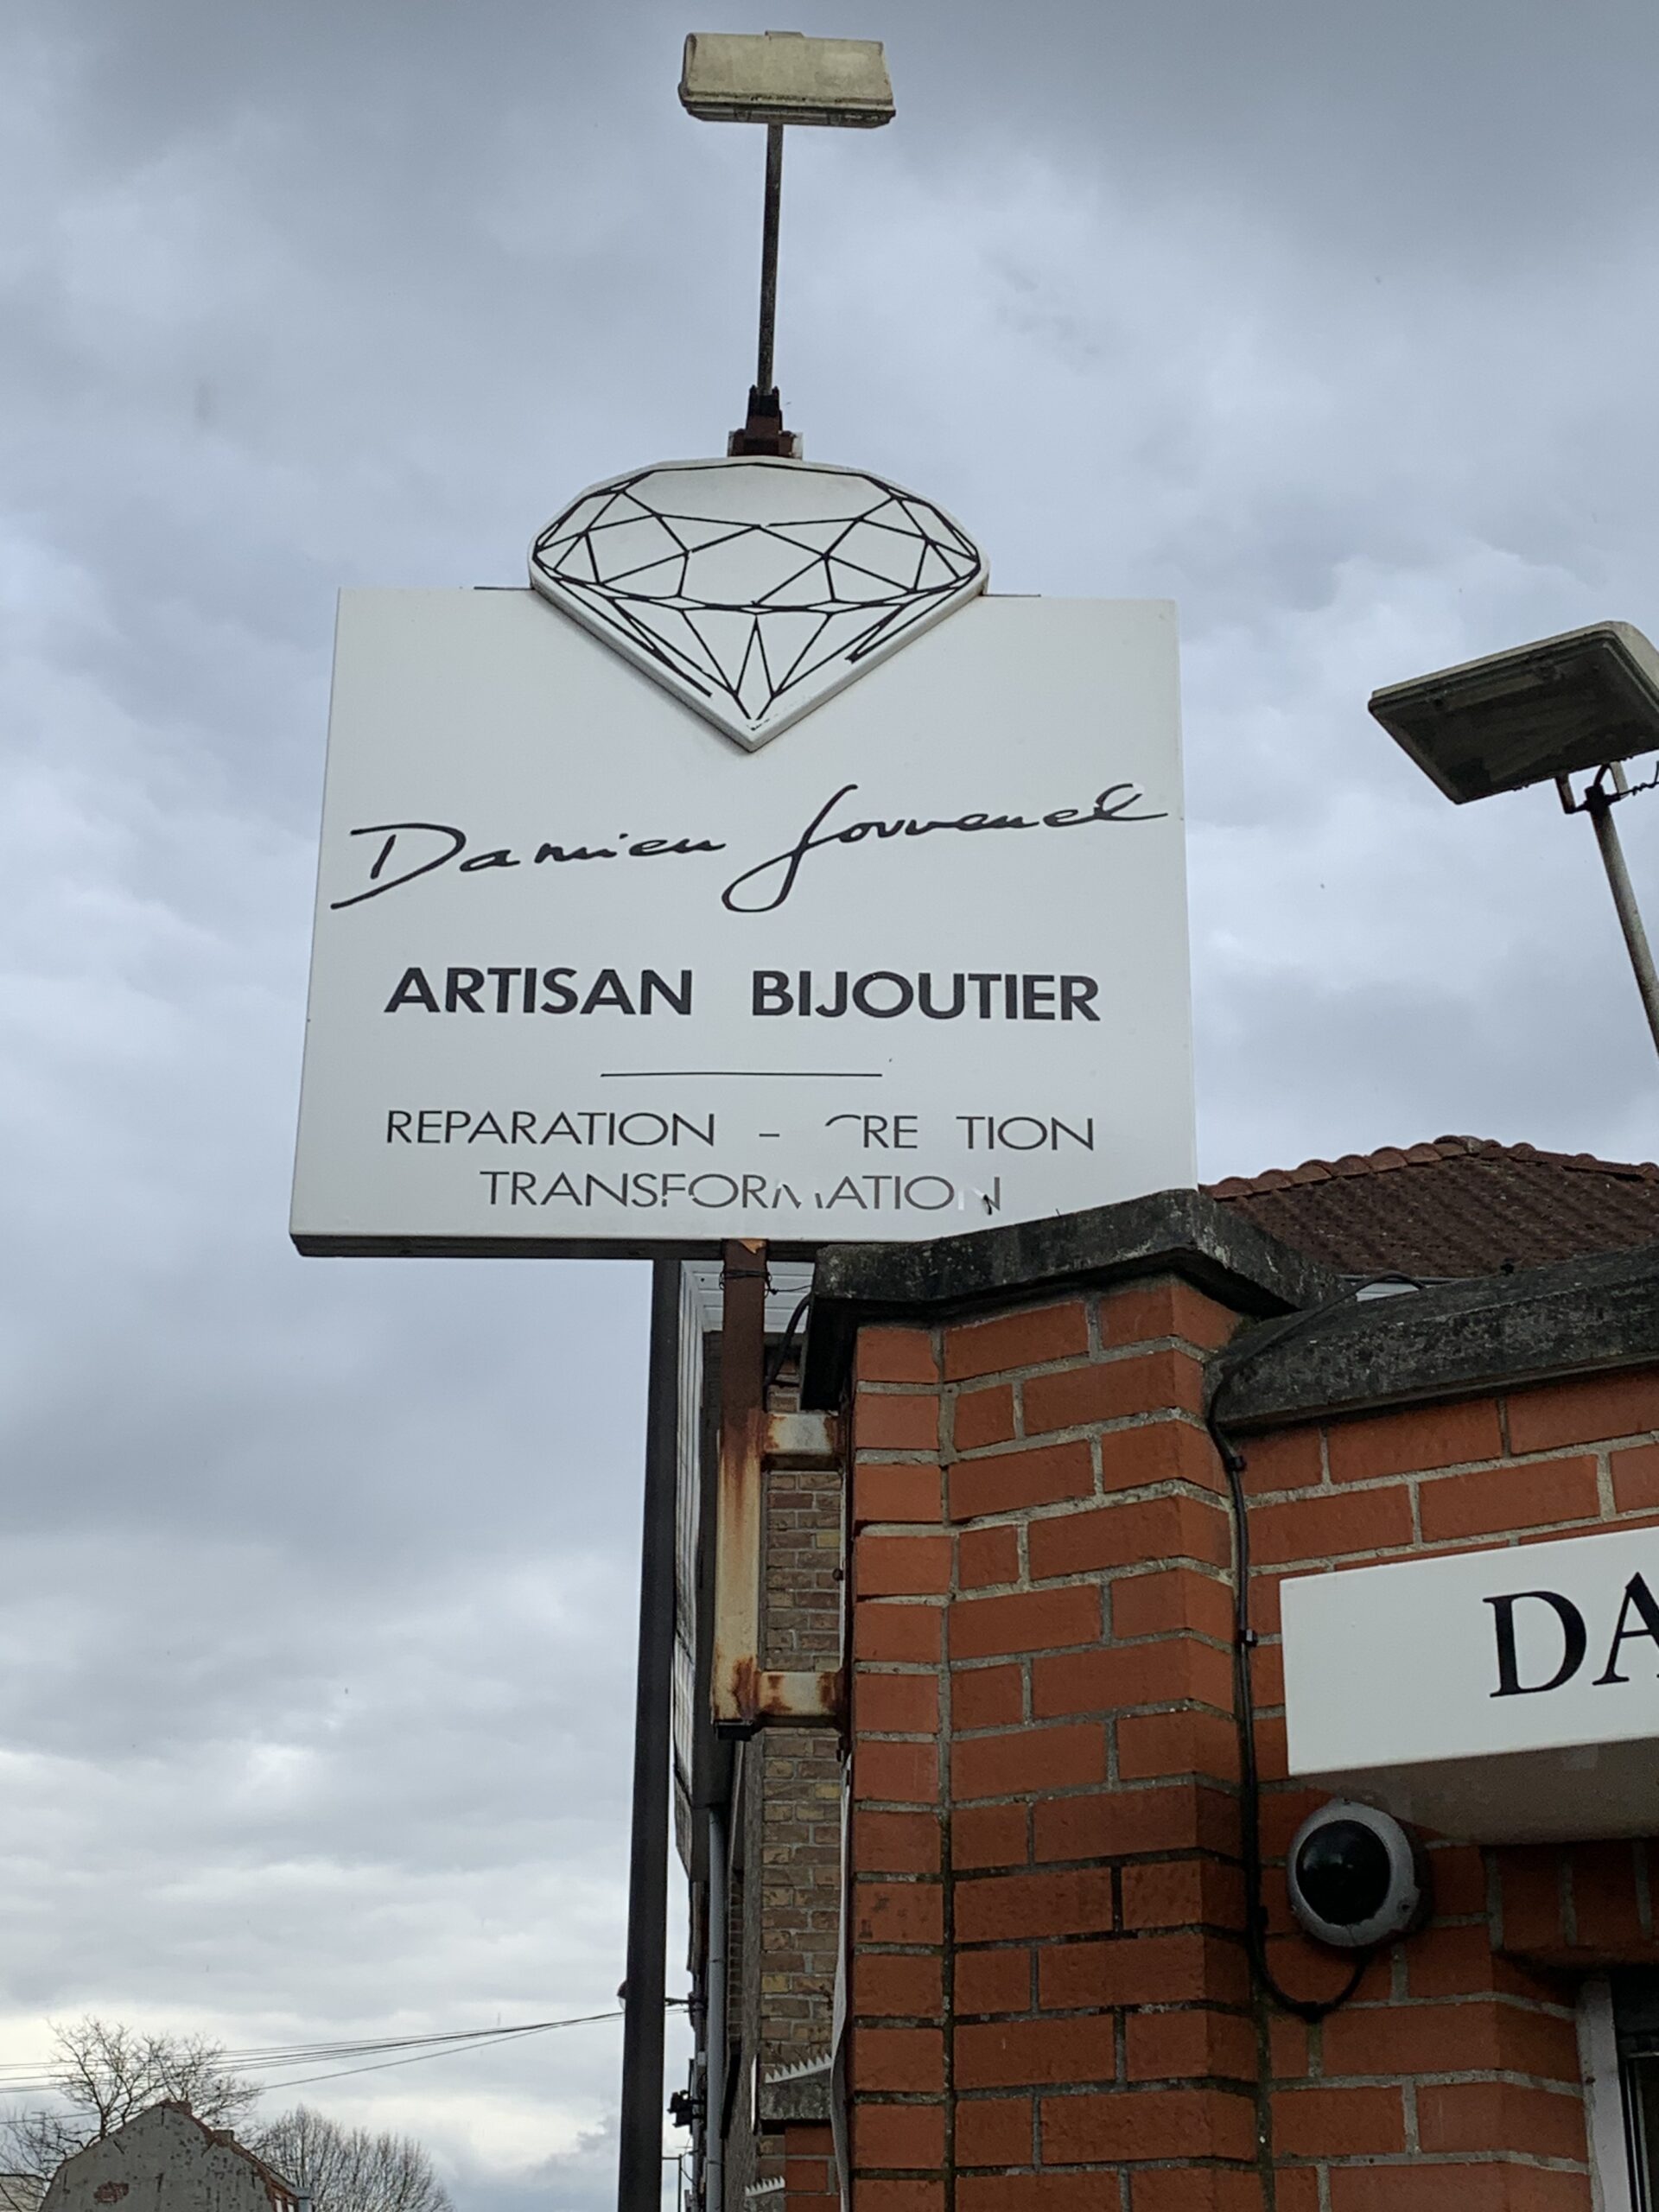 Damien Jouvenel
ARTISAN BIJOUTIER
REPARATION - CRE TION
TRANSFORMATION
DA